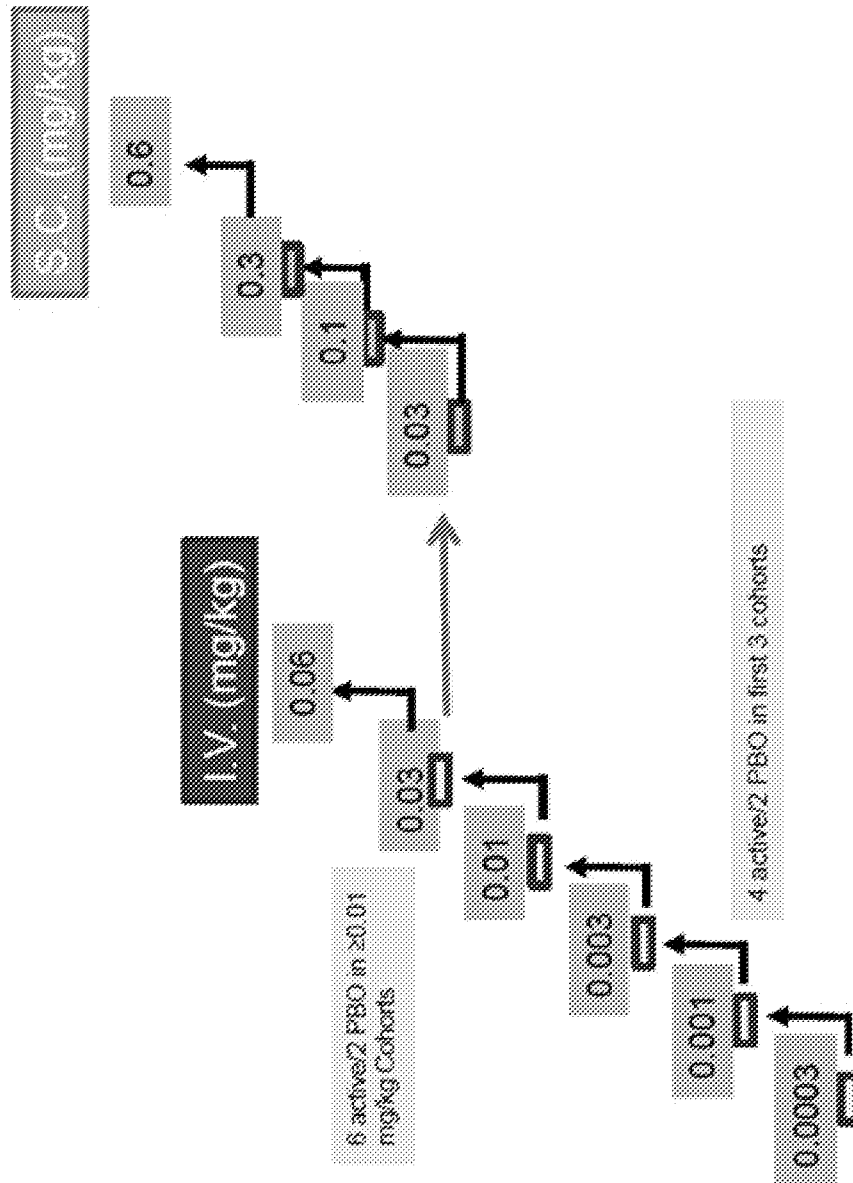 S.C. (mg/kg)
0.6
0.3
0.1
0.03
I.V. (mg/kg)
0.06
0.03
0.01
0.003
0.001
0.0003
6 active/2 PBO in ≥0.01
mg/kg Cohorts
4 active/2 PBO in first 3 cohorts